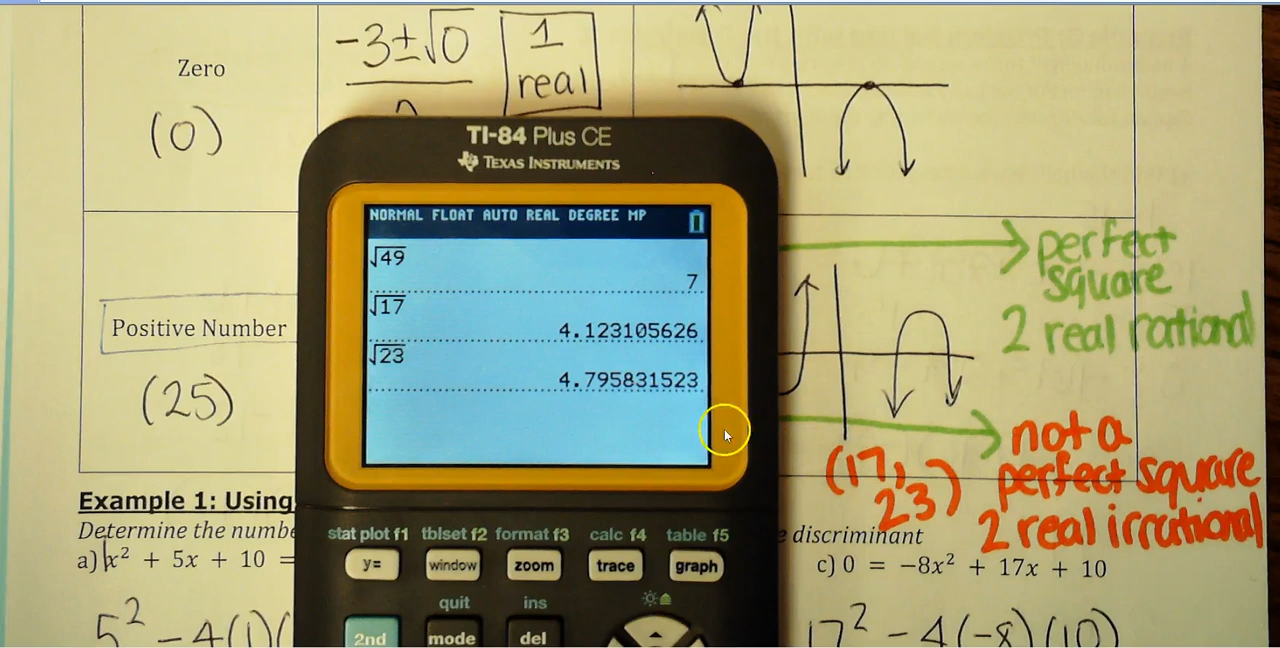 Zero
(0)
-3±√0
1
real
TI-84 Plus CE
TEXAS INSTRUMENTS
NORMAL FLOAT AUTO REAL DEGREE MP
√49
7
√17
4.123105626
√23
4.795831523
Positive Number
(25)
perfect
square
2 real rational
(17,
23)
not a
perfect square
2 real irrational
Example 1: Using
Determine the numbe
e discriminant
a) x² + 5x + 10 =
c) 0 = −8x² + 17x + 10
5² - 4(1)(
17² - 4(-8)(10)
stat plot f1 tblset f2 format f3 calc f4 table f5
y= window zoom trace graph
quit ins
2nd mode del